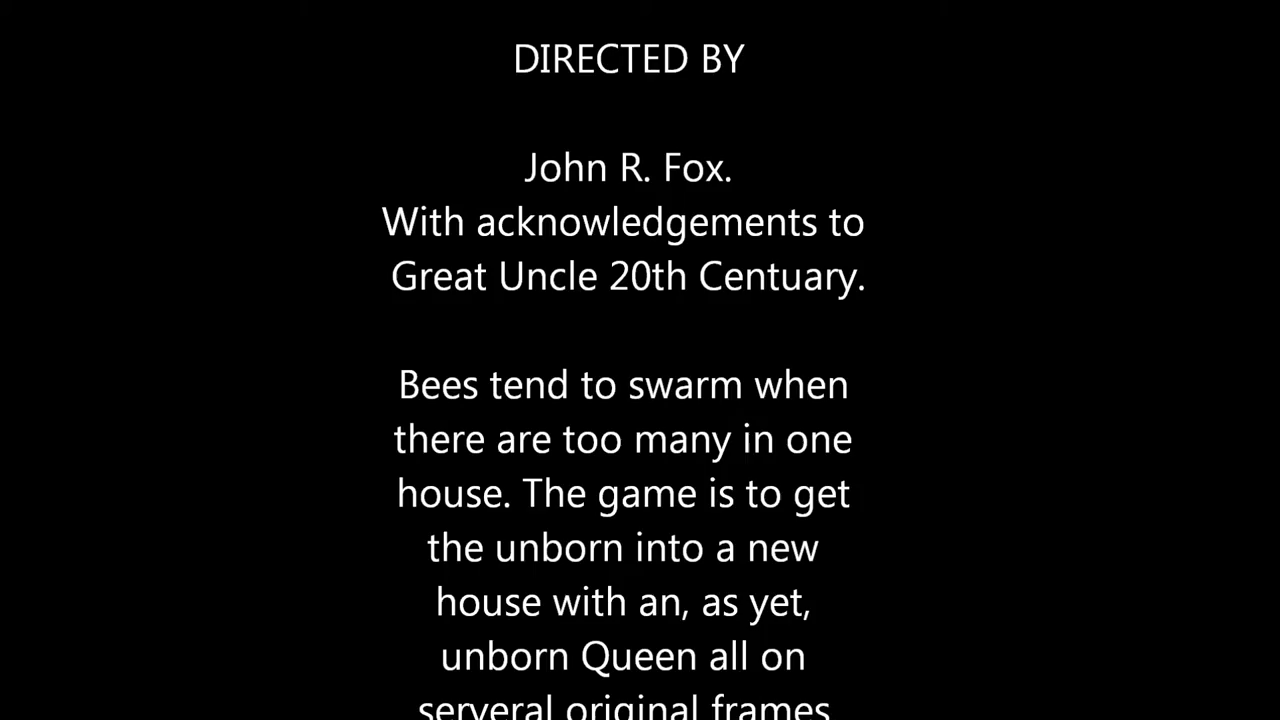 DIRECTED BY
John R. Fox.
With acknowledgements to
Great Uncle 20th Centuary.
Bees tend to swarm when
there are too many in one
house. The game is to get
the unborn into a new
house with an, as yet,
unborn Queen all on
serveral original frames